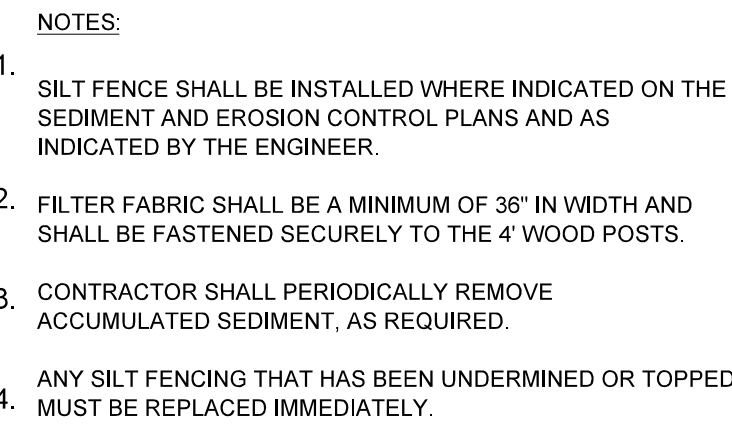 NOTES:
1.
SILT FENCE SHALL BE INSTALLED WHERE INDICATED ON THE
SEDIMENT AND EROSION CONTROL PLANS AND AS
INDICATED BY THE ENGINEER.
2. FILTER FABRIC SHALL BE A MINIMUM OF 36" IN WIDTH AND
SHALL BE FASTENED SECURELY TO THE 4' WOOD POSTS.
3. CONTRACTOR SHALL PERIODICALLY REMOVE
ACCUMULATED SEDIMENT, AS REQUIRED.
ANY SILT FENCING THAT HAS BEEN UNDERMINED OR TOPPED
4. MUST BE REPLACED IMMEDIATELY.